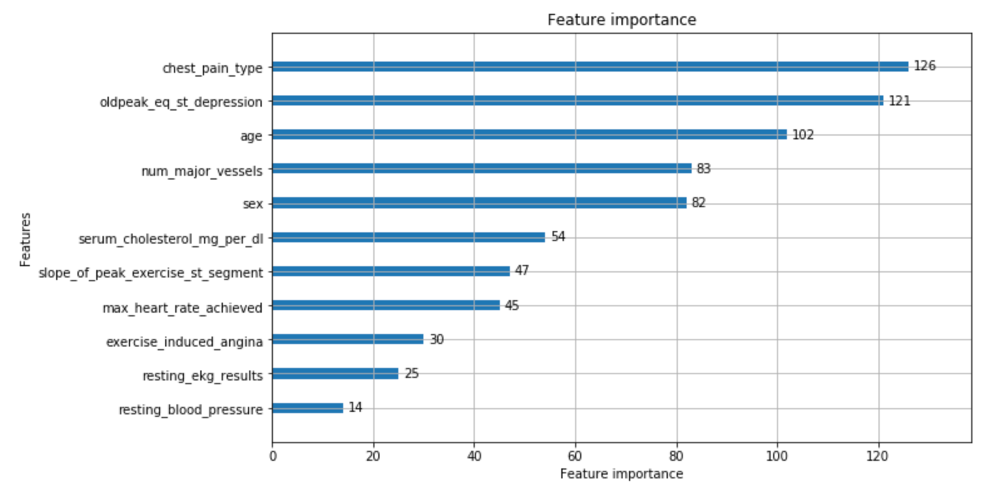 Feature importance
chest_pain_type 126
oldpeak_eq_st_depression 121
age 102
num_major_vessels 83
sex 82
serum_cholesterol_mg_per_dl 54
slope_of_peak_exercise_st_segment 47
max_heart_rate_achieved 45
exercise_induced_angina 30
resting_ekg_results 25
resting_blood_pressure 14
Features
0 20 40 60 80 100 120
Feature importance